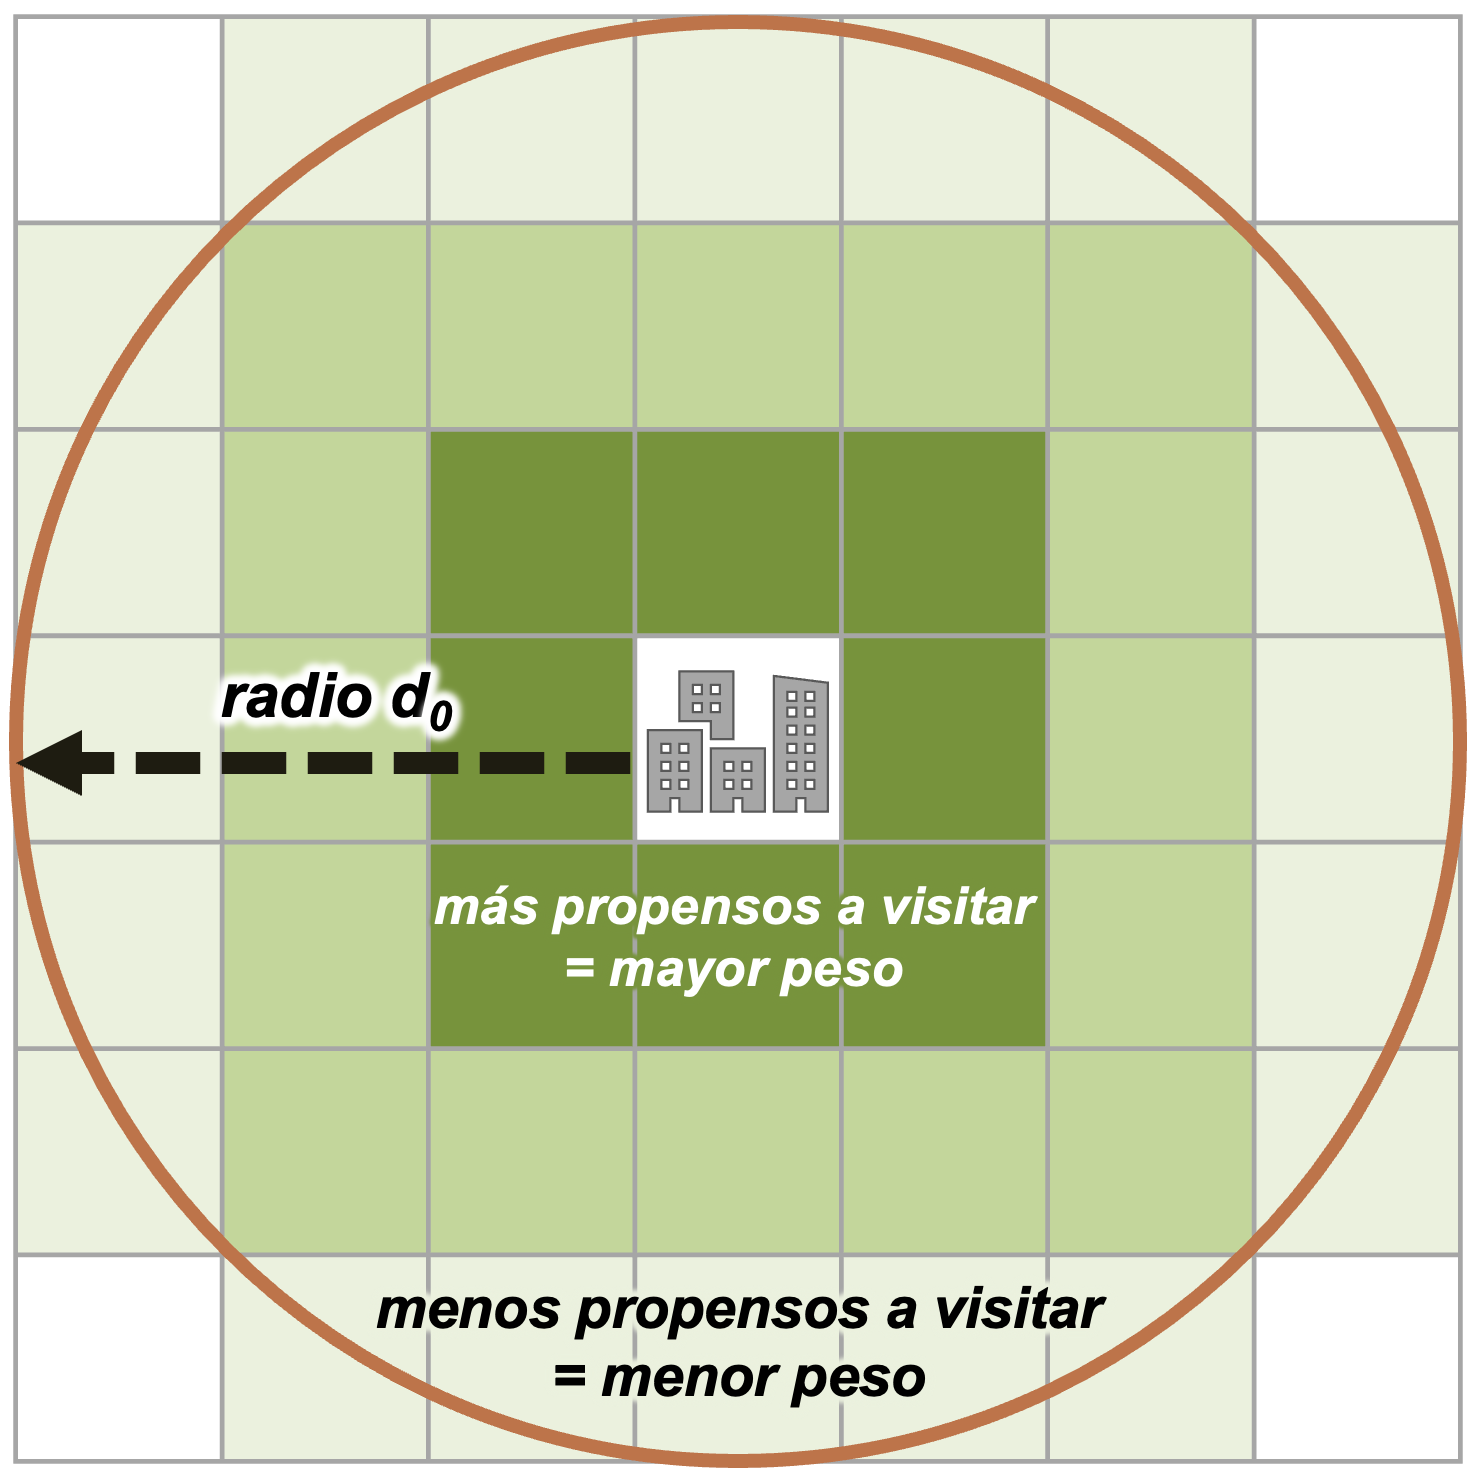 radio d₀
más propensos a visitar
= mayor peso
menos propensos a visitar
= menor peso